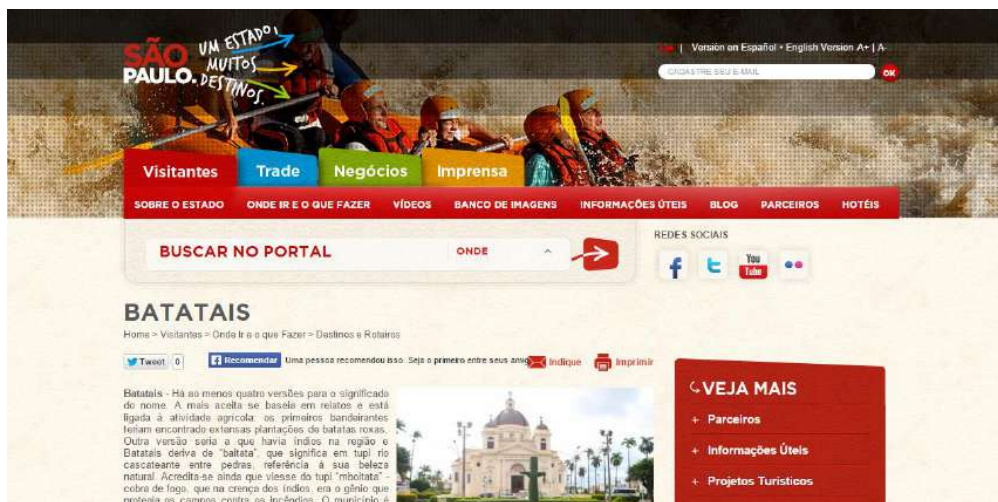 SÃO
PAULO.
UM ESTADO,
MUITOS
DESTINOS.
| Versión en Español • English Version A+ | A-
CADASTRE SEU E-MAIL
OK
Visitantes
Trade
Negócios
Imprensa
SOBRE O ESTADO
ONDE IR E O QUE FAZER
VÍDEOS
BANCO DE IMAGENS
INFORMAÇÕES ÚTEIS
BLOG
PARCEIROS
HOTÉIS
BUSCAR NO PORTAL
ONDE
REDES SOCIAIS
You
Tube
BATATAIS
Home > Visitantes > Onde Ir e o que Fazer > Destinos e Roteiros
Tweet 0
Recomendar Uma pessoa recomendou isso. Seja o primeiro entre seus amig
Indique
Imprimir
Batatais - Há ao menos quatro versões para o significado
do nome. A mais aceita se baseia em relatos e está
ligada à atividade agrícola: os primeiros bandeirantes
teriam encontrado extensas plantações de batatas roxas.
Outra versão seria a que havia índios na região e
Batatais deriva de "baitata", que significa em tupi rio
cascateante entre pedras, referência à sua beleza
natural. Acredita-se ainda que viesse do tupi "mboitata" -
cobra de fogo, que na crença dos índios, era o gênio que
protegia os campos contra os incêndios. O município é
VEJA MAIS
+ Parceiros
+ Informações Úteis
+ Projetos Turísticos